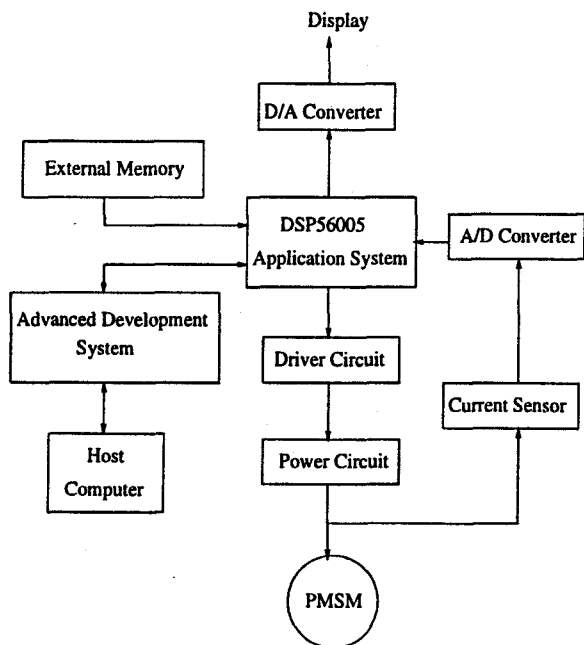 Display
D/A Converter
External Memory
DSP56005
Application System
A/D Converter
Advanced Development
System
Driver Circuit
Current Sensor
Host
Computer
Power Circuit
PMSM